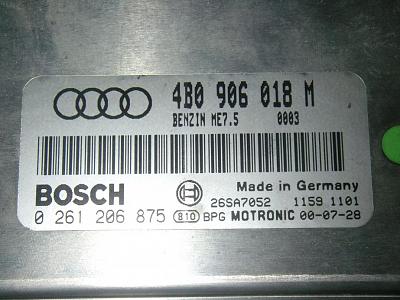 4B0 906 018 M
BENZIN ME7.5 0003
BOSCH Made in Germany
26SA7052 1159 1101
0 261 206 875 810 BPG MOTRONIC 00-07-28